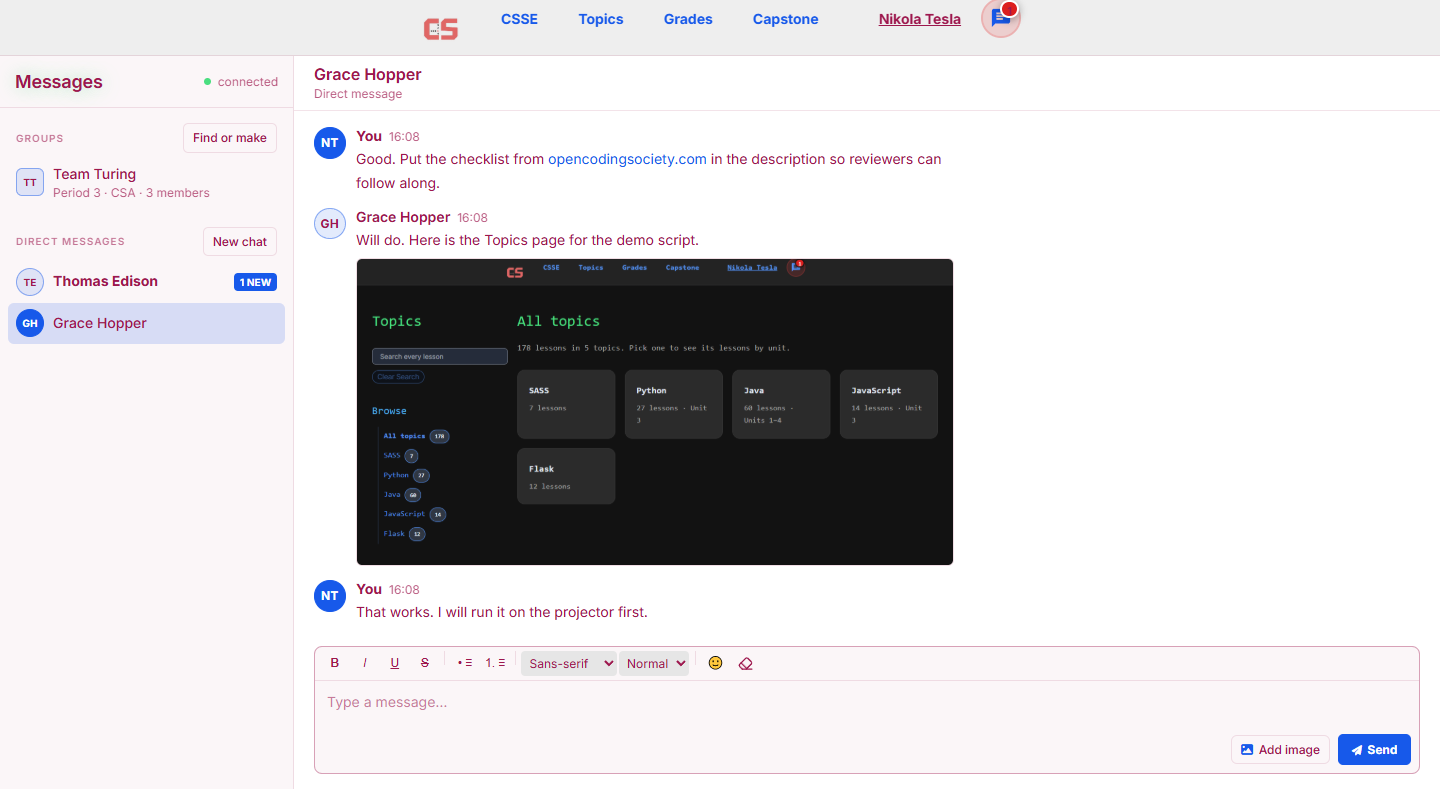 CS
CSSE
Topics
Grades
Capstone
Nikola Tesla
Messages
connected
GROUPS
Find or make
TT
Team Turing
Period 3 · CSA · 3 members
DIRECT MESSAGES
New chat
TE
Thomas Edison
1 NEW
GH
Grace Hopper
Grace Hopper
Direct message
NT
You 16:08
Good. Put the checklist from opencodingsociety.com in the description so reviewers can
follow along.
GH
Grace Hopper 16:08
Will do. Here is the Topics page for the demo script.
CS
CSSE
Topics
Grades
Capstone
Nikola Tesla
1
Topics
Search every lesson
Clear Search
Browse
All topics 178
SASS 7
Python 27
Java 60
JavaScript 14
Flask 12
All topics
178 lessons in 5 topics. Pick one to see its lessons by unit.
SASS
7 lessons
Python
27 lessons · Unit
3
Java
60 lessons ·
Units 1–4
JavaScript
14 lessons · Unit
3
Flask
12 lessons
NT
You 16:08
That works. I will run it on the projector first.
B
I
U
S
1.
Sans-serif
Normal
Type a message...
Add image
Send